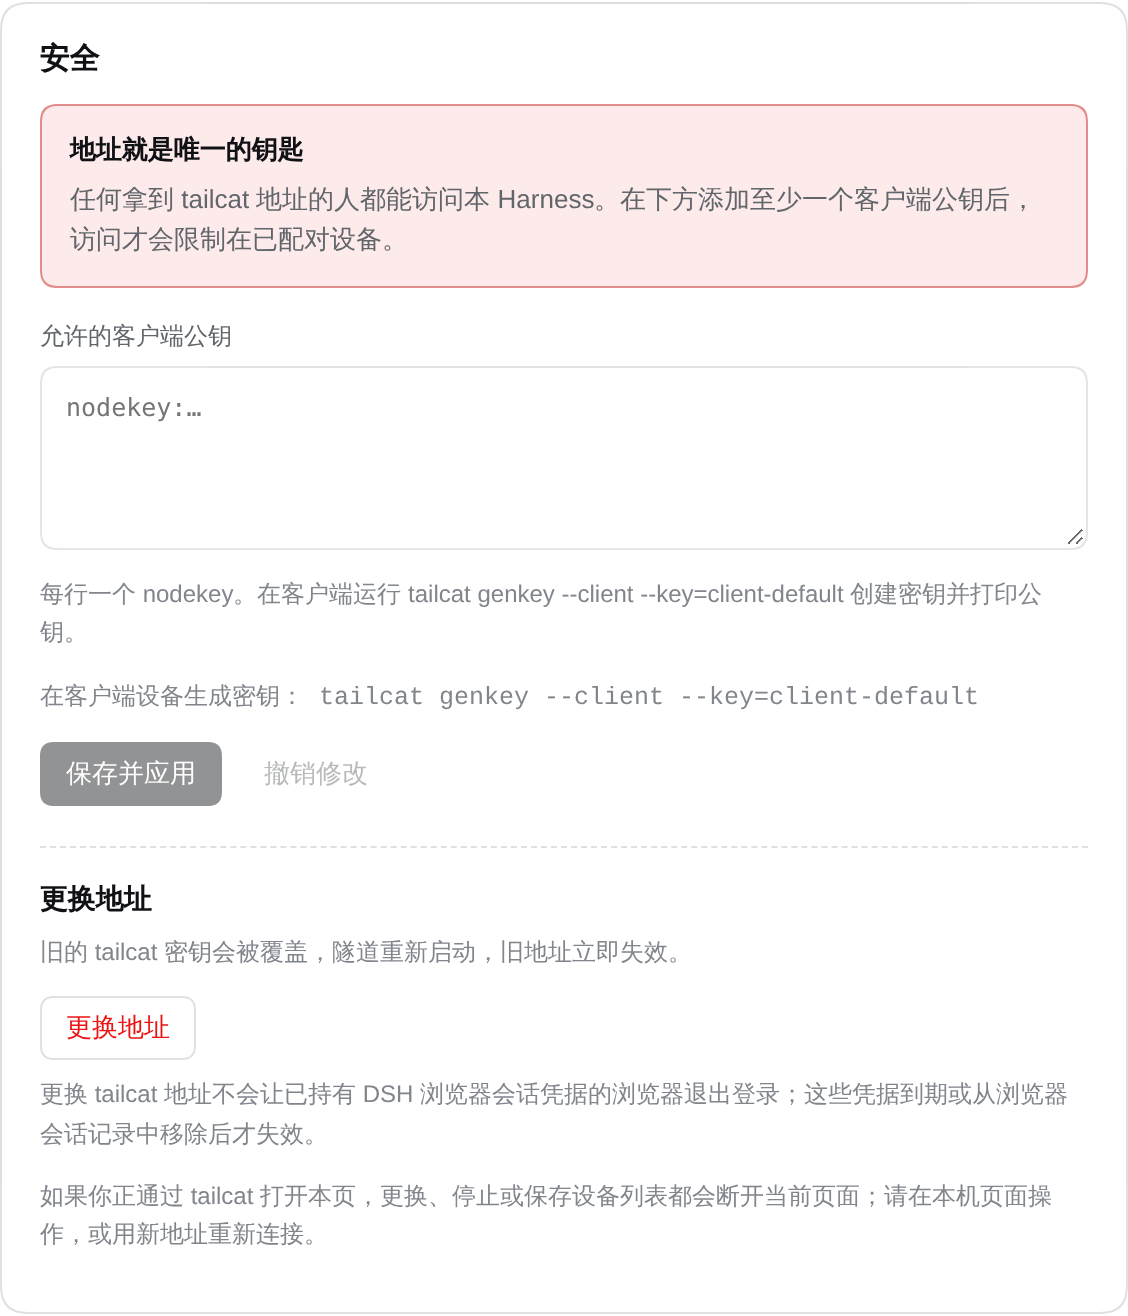 安全
地址就是唯一的钥匙
任何拿到 tailcat 地址的人都能访问本 Harness。在下方添加至少一个客户端公钥后，
访问才会限制在已配对设备。
允许的客户端公钥
nodekey:…
每行一个 nodekey。在客户端运行 tailcat genkey --client --key=client-default 创建密钥并打印公
钥。
在客户端设备生成密钥： tailcat genkey --client --key=client-default
保存并应用 撤销修改
更换地址
旧的 tailcat 密钥会被覆盖，隧道重新启动，旧地址立即失效。
更换地址
更换 tailcat 地址不会让已持有 DSH 浏览器会话凭据的浏览器退出登录；这些凭据到期或从浏览器
会话记录中移除后才失效。
如果你正通过 tailcat 打开本页，更换、停止或保存设备列表都会断开当前页面；请在本机页面操
作，或用新地址重新连接。